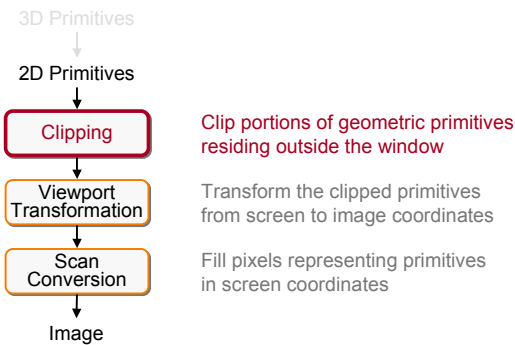 3D Primitives
2D Primitives
Clipping
Clip portions of geometric primitives
residing outside the window
Viewport
Transformation
Transform the clipped primitives
from screen to image coordinates
Scan
Conversion
Fill pixels representing primitives
in screen coordinates
Image